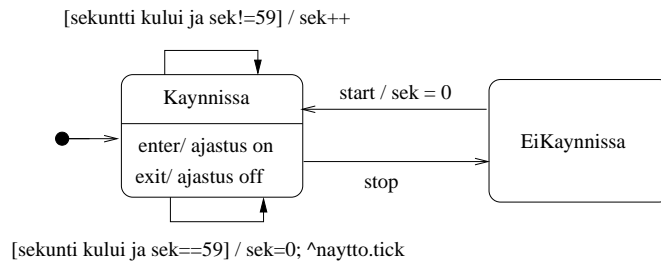 [sekuntti kului ja sek!=59] / sek++
Kaynnissa
enter/ ajastus on
exit/ ajastus off
start / sek = 0
stop
EiKaynnissa
[sekunti kului ja sek==59] / sek=0; ^naytto.tick